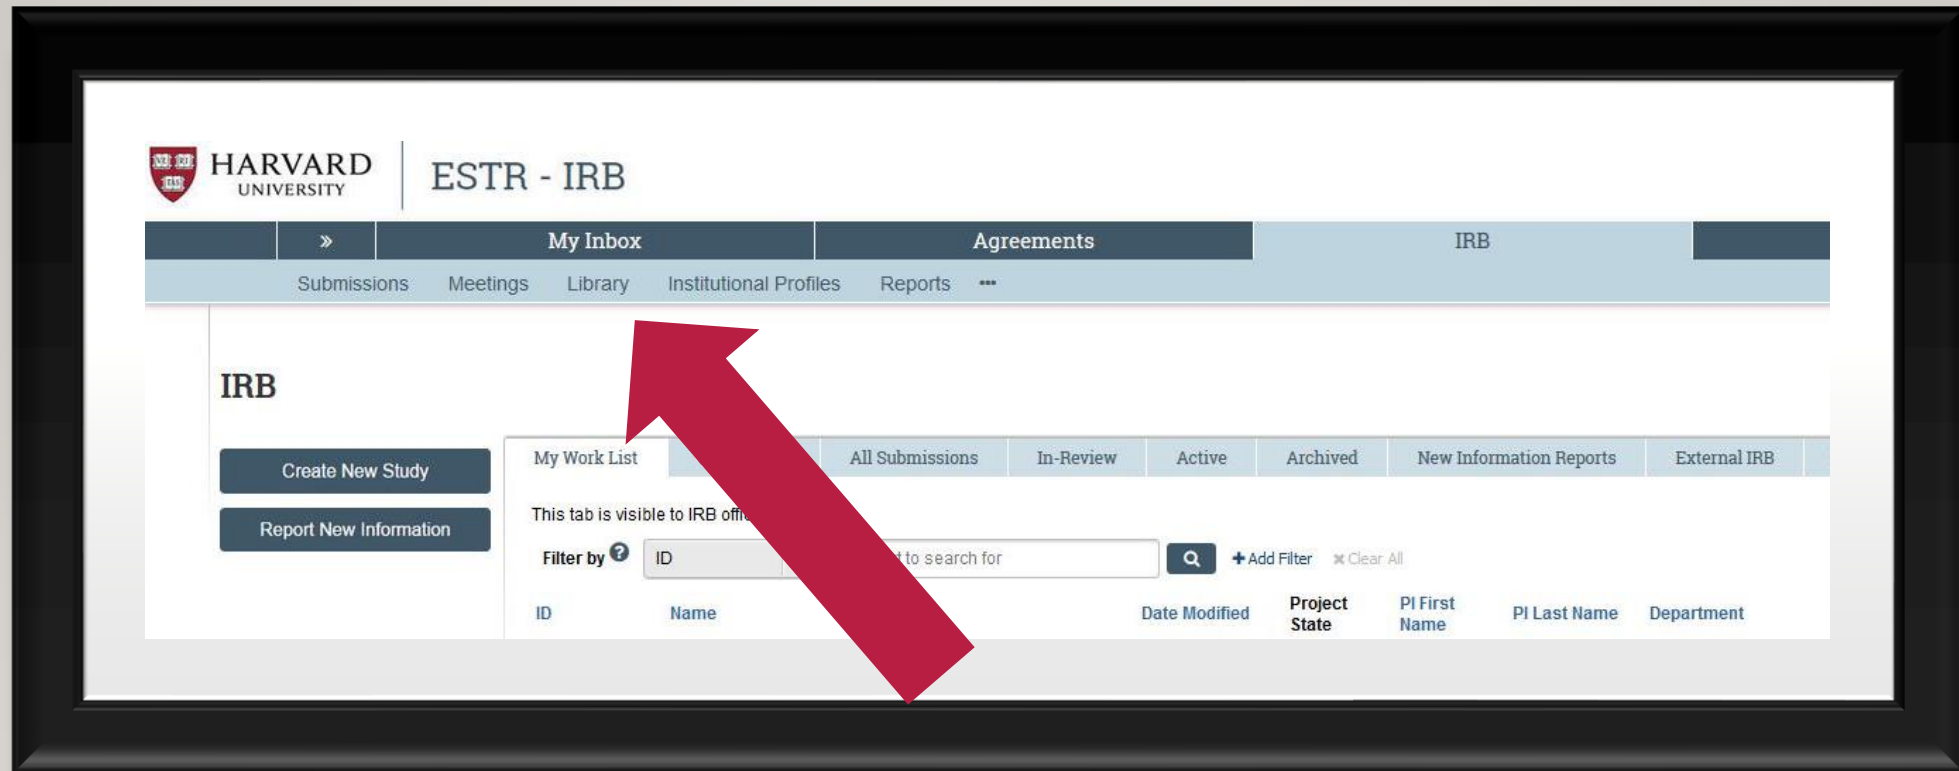 HARVARD
UNIVERSITY
ESTR - IRB
» My Inbox Agreements IRB
Submissions Meetings Library Institutional Profiles Reports •••
IRB
Create New Study
Report New Information
My Work List All Submissions In-Review Active Archived New Information Reports External IRB
This tab is visible to IRB
Filter by ? ID to search for +Add Filter × Clear All
ID Name Date Modified Project State PI First Name PI Last Name Department